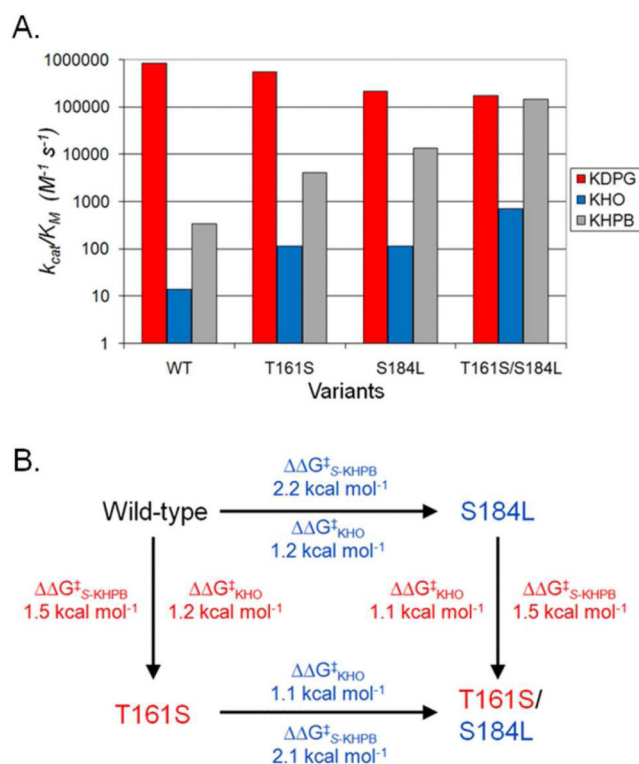 A.
1000000
100000
10000
1000
100
10
1
k_cat/K_M (M⁻¹ s⁻¹)
WT T161S S184L T161S/S184L
Variants
KDPG
KHO
KHPB
B.
ΔΔG‡S-KHPB
2.2 kcal mol⁻¹
Wild-type S184L
ΔΔG‡KHO
1.2 kcal mol⁻¹
ΔΔG‡S-KHPB ΔΔG‡KHO ΔΔG‡KHO ΔΔG‡S-KHPB
1.5 kcal mol⁻¹ 1.2 kcal mol⁻¹ 1.1 kcal mol⁻¹ 1.5 kcal mol⁻¹
ΔΔG‡KHO
1.1 kcal mol⁻¹
T161S T161S/
S184L
ΔΔG‡S-KHPB
2.1 kcal mol⁻¹